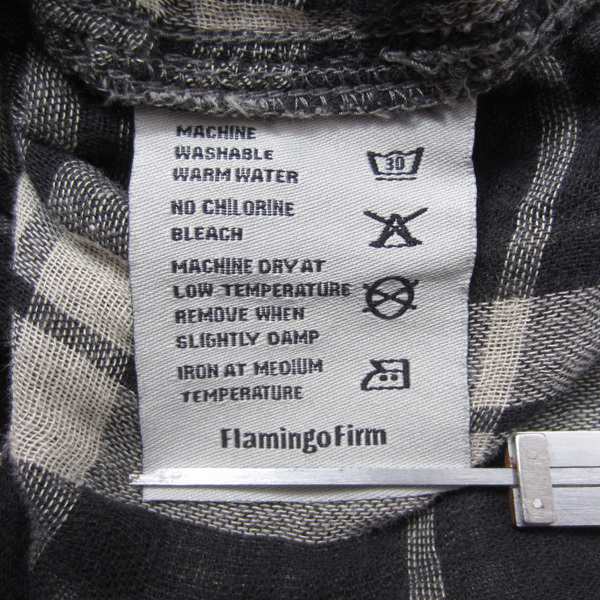 MACHINE
WASHABLE
WARM WATER
30
NO CHILORINE
BLEACH
MACHINE DRY AT
LOW TEMPERATURE
REMOVE WHEN
SLIGHTLY DAMP
IRON AT MEDIUM
TEMPERATURE
FlamingoFirm